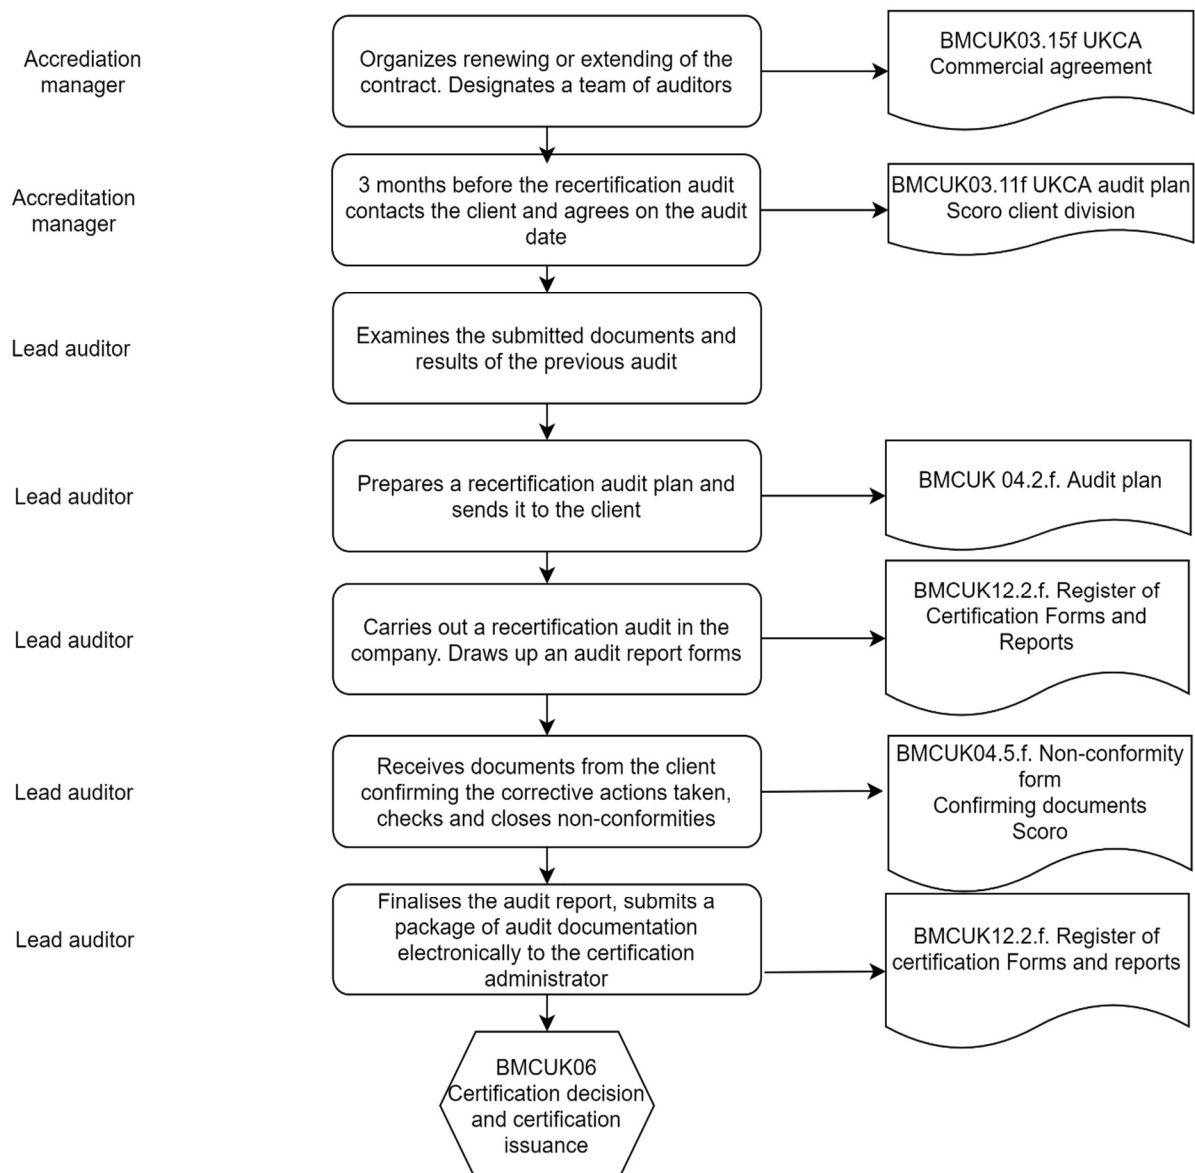 Accrediation
manager
Organizes renewing or extending of the
contract. Designates a team of auditors
BMCUK03.15f UKCA
Commercial agreement
Accreditation
manager
3 months before the recertification audit
contacts the client and agrees on the audit
date
BMCUK03.11f UKCA audit plan
Scoro client division
Lead auditor
Examines the submitted documents and
results of the previous audit
Lead auditor
Prepares a recertification audit plan and
sends it to the client
BMCUK 04.2.f. Audit plan
Lead auditor
Carries out a recertification audit in the
company. Draws up an audit report forms
BMCUK12.2.f. Register of
Certification Forms and
Reports
Lead auditor
Receives documents from the client
confirming the corrective actions taken,
checks and closes non-conformities
BMCUK04.5.f. Non-conformity
form
Confirming documents
Scoro
Lead auditor
Finalises the audit report, submits a
package of audit documentation
electronically to the certification
administrator
BMCUK12.2.f. Register of
certification Forms and reports
BMCUK06
Certification decision
and certification
issuance